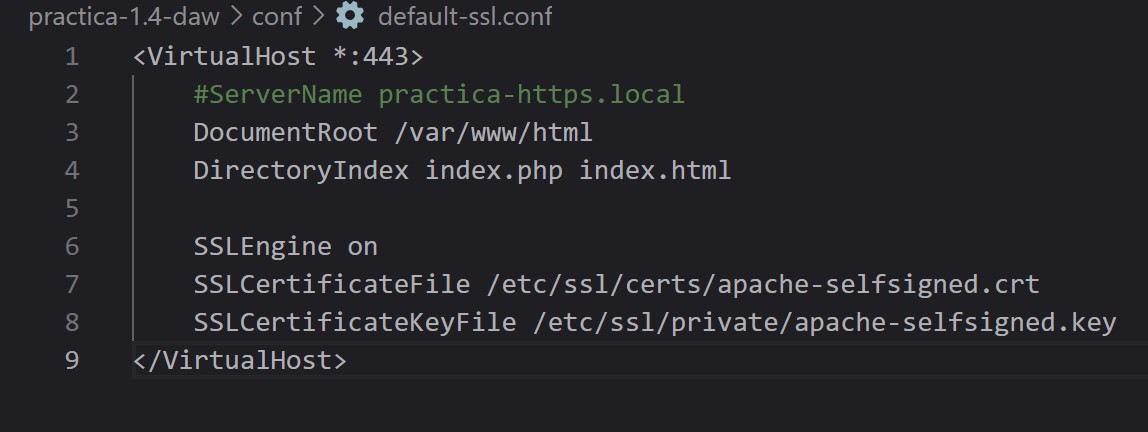 practica-1.4-daw > conf > default-ssl.conf
1 <VirtualHost *:443>
2     #ServerName practica-https.local
3     DocumentRoot /var/www/html
4     DirectoryIndex index.php index.html
5
6     SSLEngine on
7     SSLCertificateFile /etc/ssl/certs/apache-selfsigned.crt
8     SSLCertificateKeyFile /etc/ssl/private/apache-selfsigned.key
9 </VirtualHost>